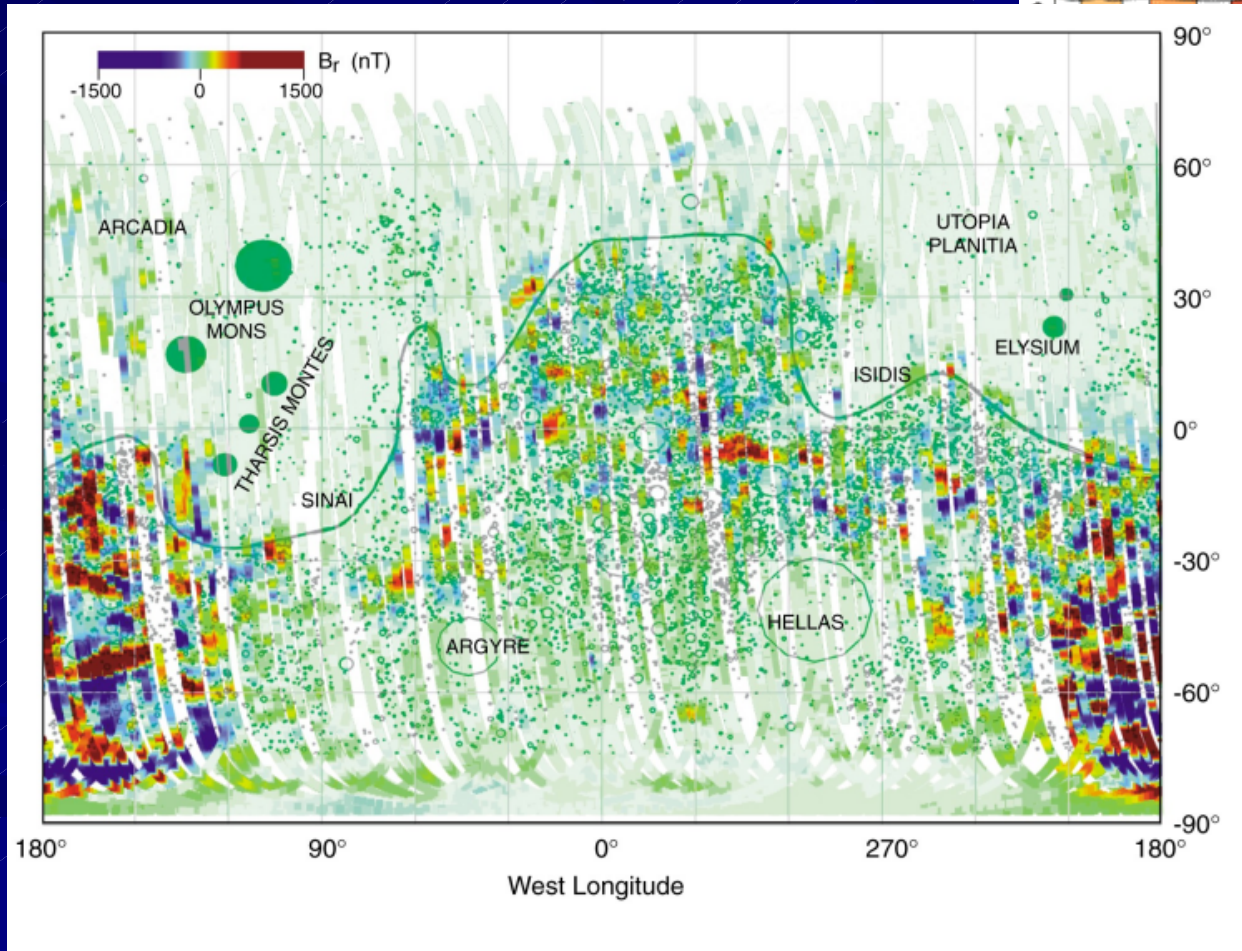 Br (nT)
-1500 0 1500
90°
60°
30°
0°
-30°
-60°
-90°
ARCADIA
OLYMPUS
MONS
THARSIS MONTES
SINAI
ARGYRE
HELLAS
ISIDIS
UTOPIA
PLANITIA
ELYSIUM
180° 90° 0° 270° 180°
West Longitude